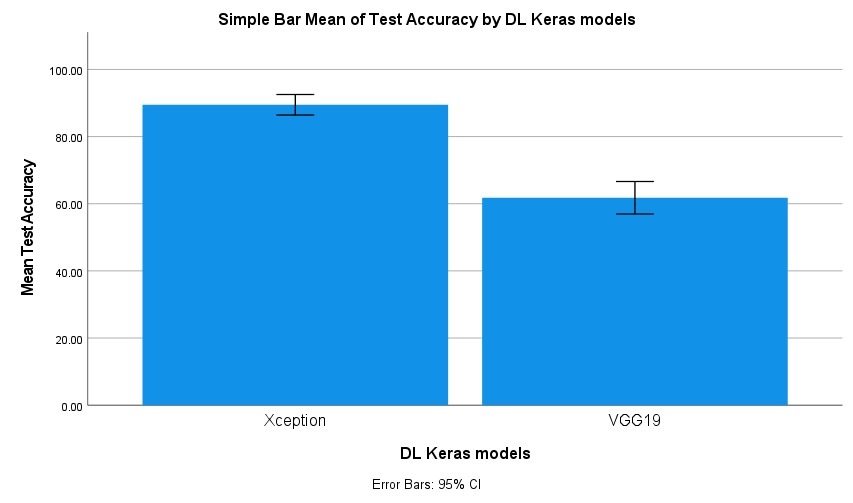 Simple Bar Mean of Test Accuracy by DL Keras models
Mean Test Accuracy
100.00
80.00
60.00
40.00
20.00
0.00
Xception
VGG19
DL Keras models
Error Bars: 95% CI